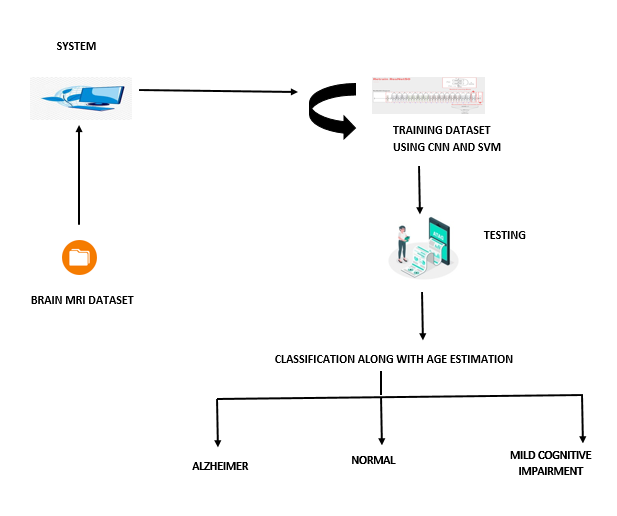 SYSTEM
TRAINING DATASET
USING CNN AND SVM
TESTING
BRAIN MRI DATASET
CLASSIFICATION ALONG WITH AGE ESTIMATION
ALZHEIMER
NORMAL
MILD COGNITIVE
IMPAIRMENT